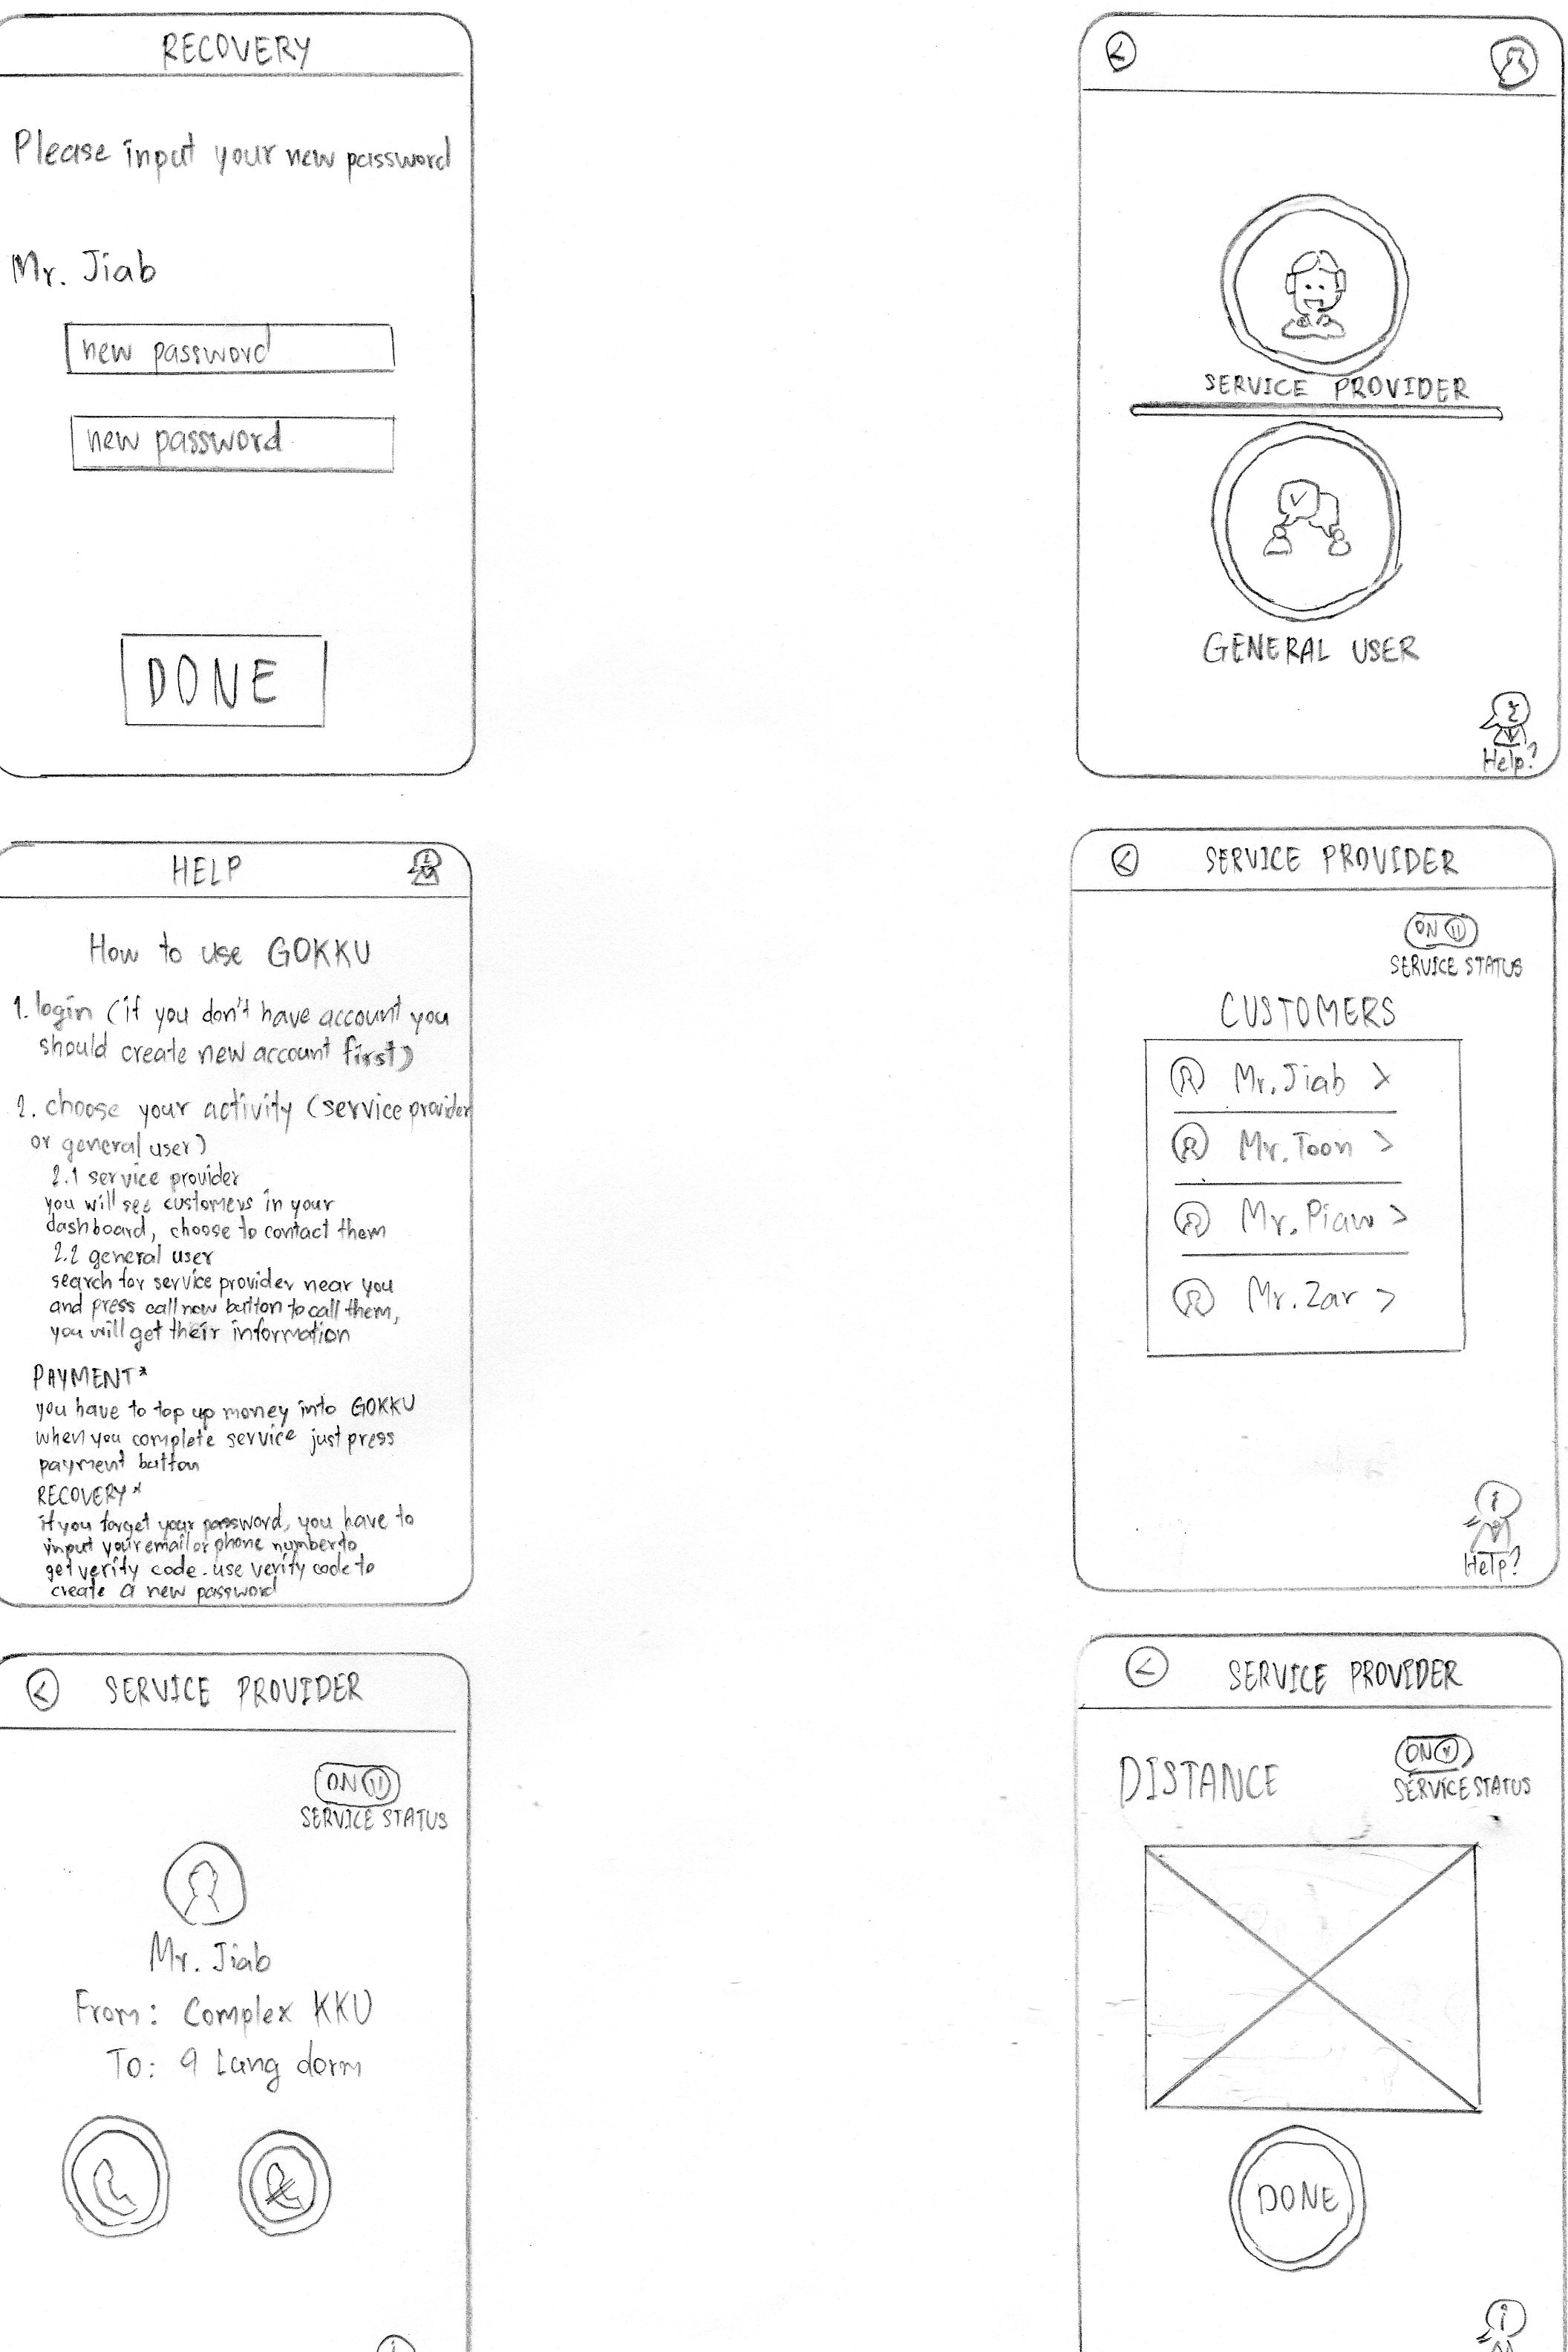 RECOVERY
Please input your new password
Mr. Jiab
new password
new password
DONE
SERVICE PROVIDER
GENERAL USER
Help?
HELP
How to use GOKKU
1. login (if you don't have account you
should create new account first)
2. choose your activity (service provider
or general user)
2.1 service provider
you will see customers in your
dashboard, choose to contact them
2.2 general user
search for service provider near you
and press call now button to call them,
you will get their information
PAYMENT*
you have to top up money into GOKKU
when you complete service just press
payment button
RECOVERY*
if you forget your password, you have to
input your email or phone number to
get verify code. use verify code to
create a new password
SERVICE PROVIDER
ON
SERVICE STATUS
CUSTOMERS
Mr. Jiab >
Mr. Toon >
Mr. Piaw >
Mr. Zar >
Help?
SERVICE PROVIDER
ON
SERVICE STATUS
Mr. Jiab
From: Complex KKU
To: 9 Lang dorm
SERVICE PROVIDER
DISTANCE
ON
SERVICE STATUS
DONE